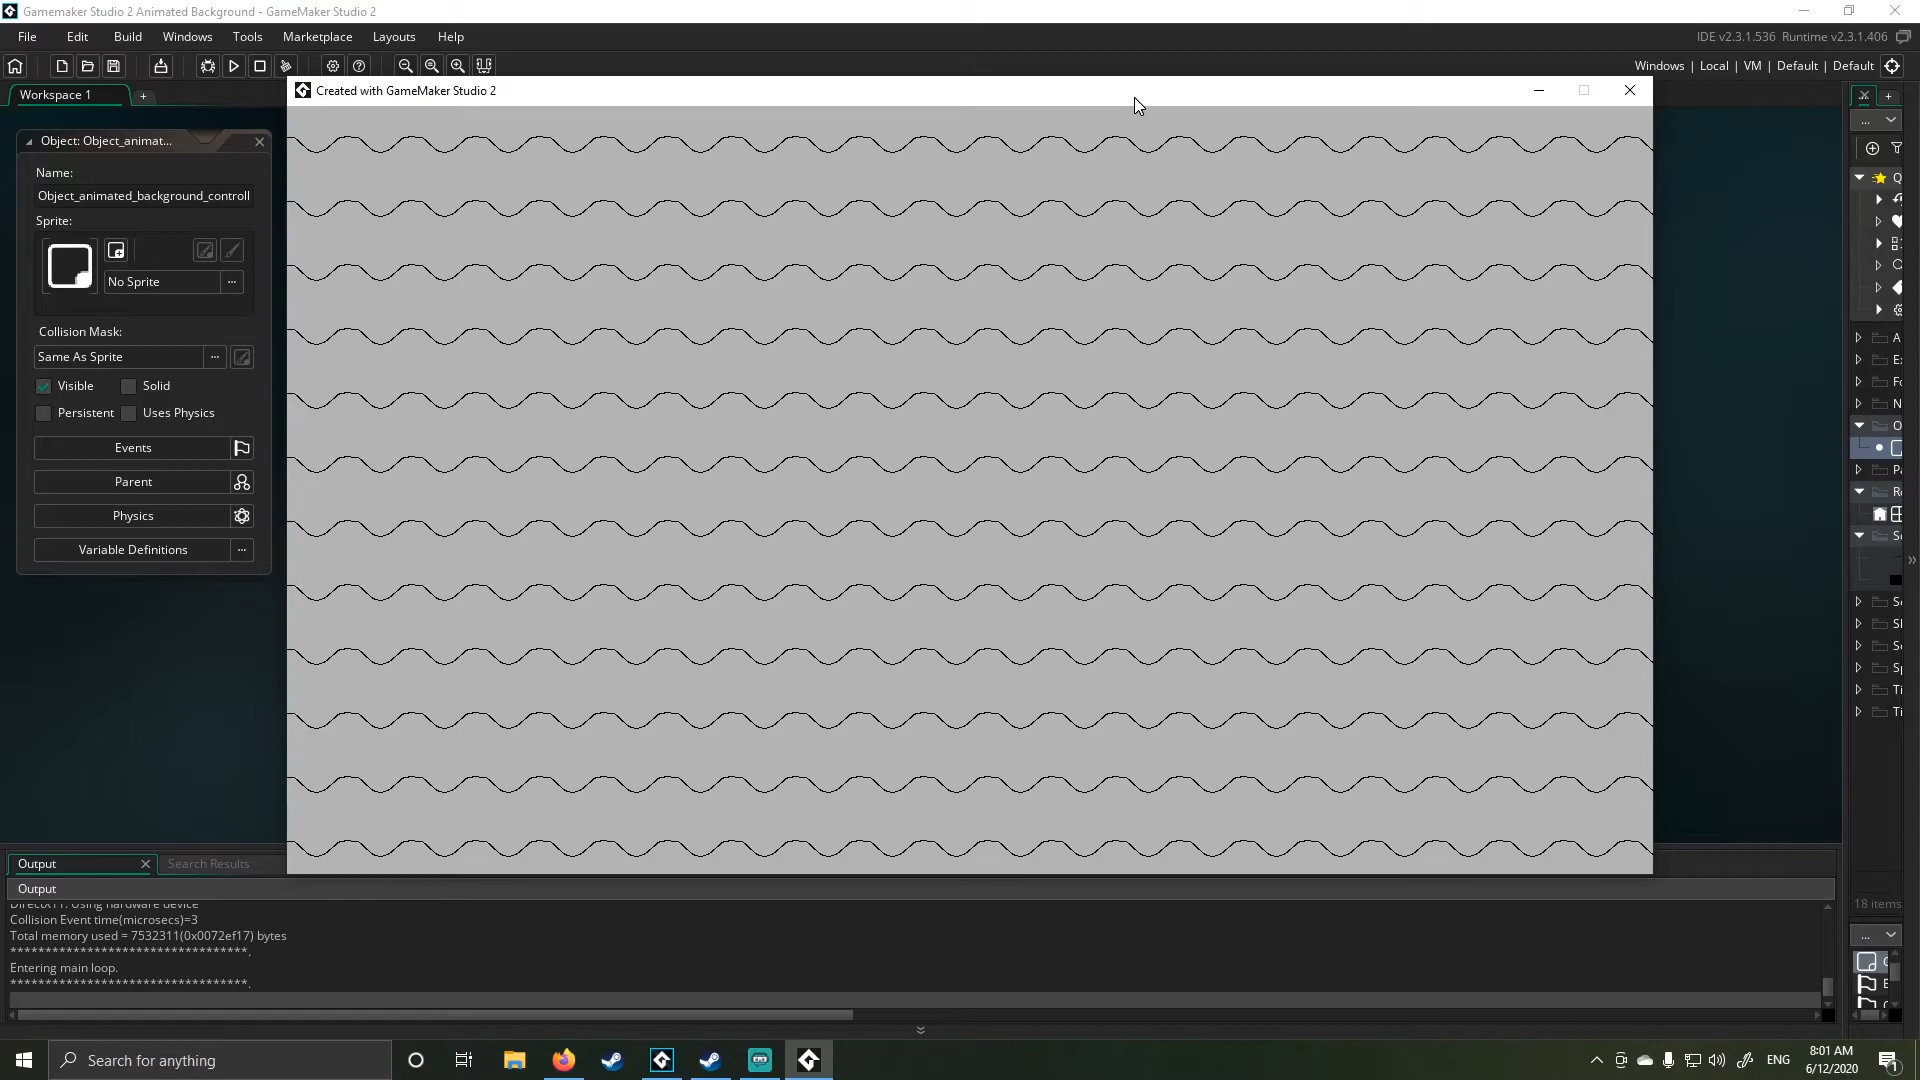 Gamemaker Studio 2 Animated Background - GameMaker Studio 2
File Edit Build Windows Tools Marketplace Layouts Help
IDE v2.3.1.536 Runtime v2.3.1.406
Windows | Local | VM | Default | Default
Workspace 1
Created with GameMaker Studio 2
Object: Object_animat...
Name:
Object_animated_background_controll
Sprite:
No Sprite
Collision Mask:
Same As Sprite
Visible Solid
Persistent Uses Physics
Events
Parent
Physics
Variable Definitions
Output Search Results
Output
Collision Event time(microsecs)=3
Total memory used = 7532311(0x0072ef17) bytes
**********************************.
Entering main loop.
**********************************.
18 items
Search for anything
ENG
8:01 AM
6/12/2020